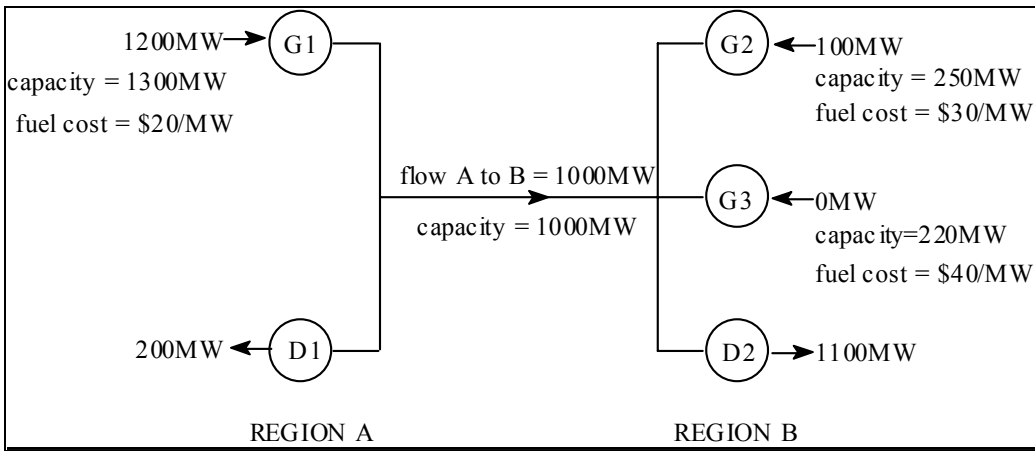 1200MW
G1
capacity = 1300MW
fuel cost = $20/MW
G2
100MW
capacity = 250MW
fuel cost = $30/MW
flow A to B = 1000MW
capacity = 1000MW
G3
0MW
capacity=220MW
fuel cost = $40/MW
200MW
D1
D2
1100MW
REGION A
REGION B